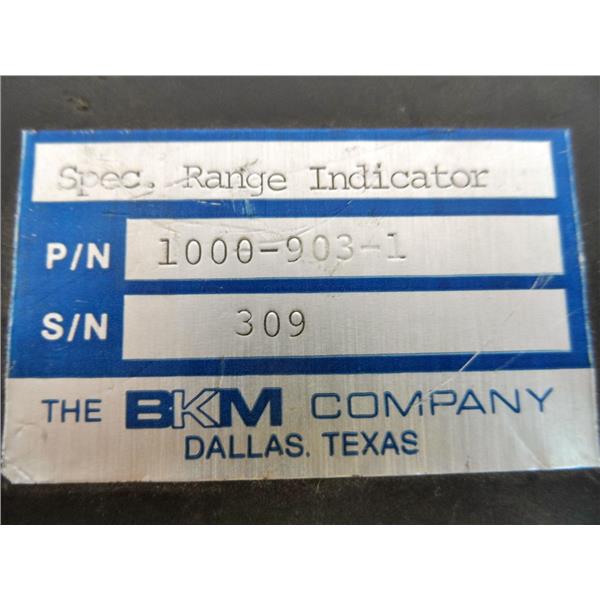 Spec. Range Indicator
P/N 1000-903-1
S/N 309
THE BKM COMPANY
DALLAS, TEXAS